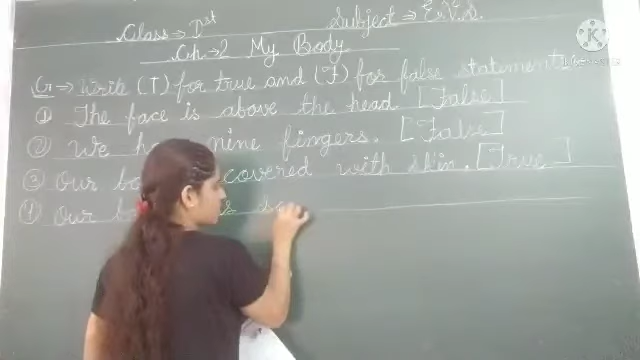 Class → Ist Subject ⇒ E.V.S.
Ch → 2 My Body
G → Write (T) for true and (F) for false statements
① The face is above the head [False]
② We nine fingers. [False]
③ Our covered with skin. [True]
④ Our